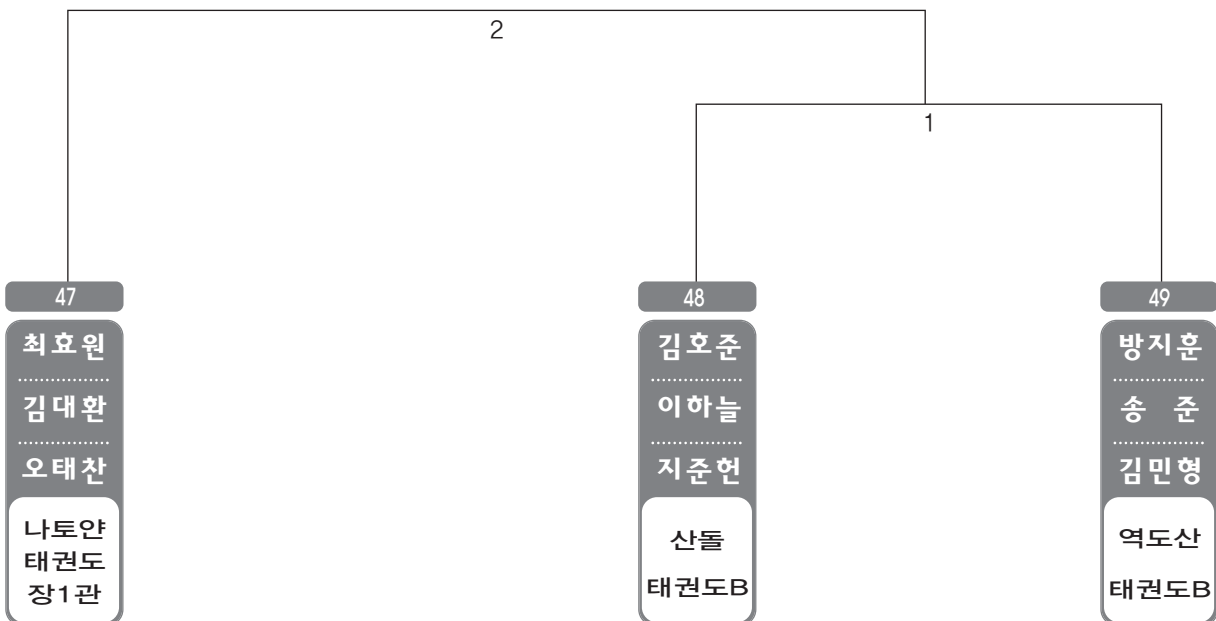 2
1
47
최효원
김대환
오태찬
나토얀
태권도
장1관
48
김호준
이하늘
지준헌
산돌
태권도B
49
방지훈
송 준
김민형
역도산
태권도B